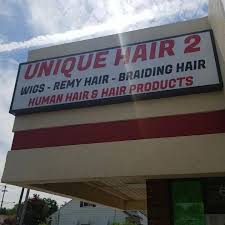 UNIQUE HAIR 2
WIGS - REMY HAIR - BRAIDING HAIR
HUMAN HAIR & HAIR PRODUCTS